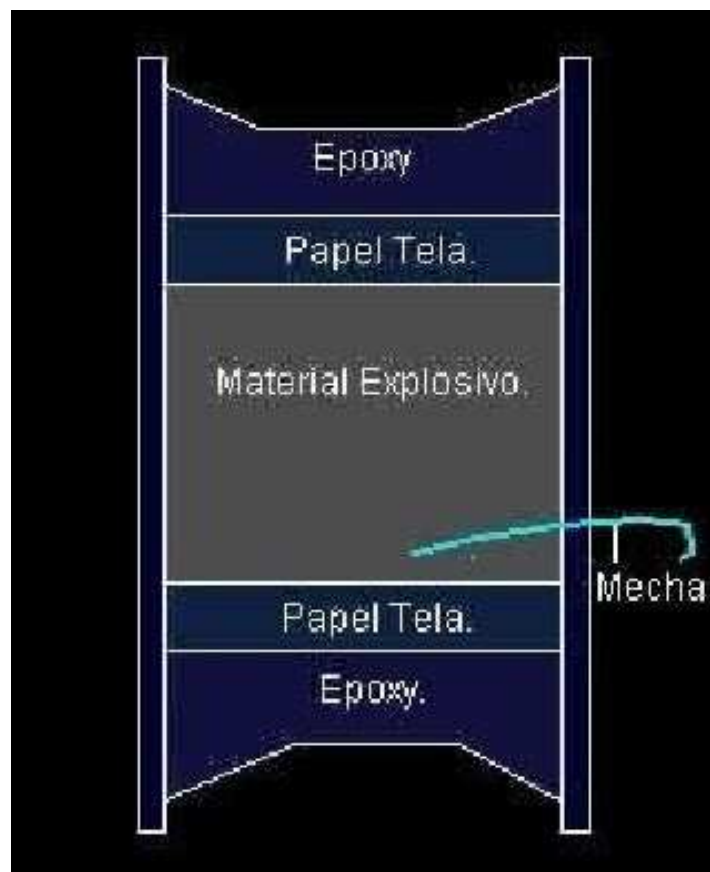 Epoxy
Papel Tela.
Material Explosivo.
Mecha
Papel Tela.
Epoxy.